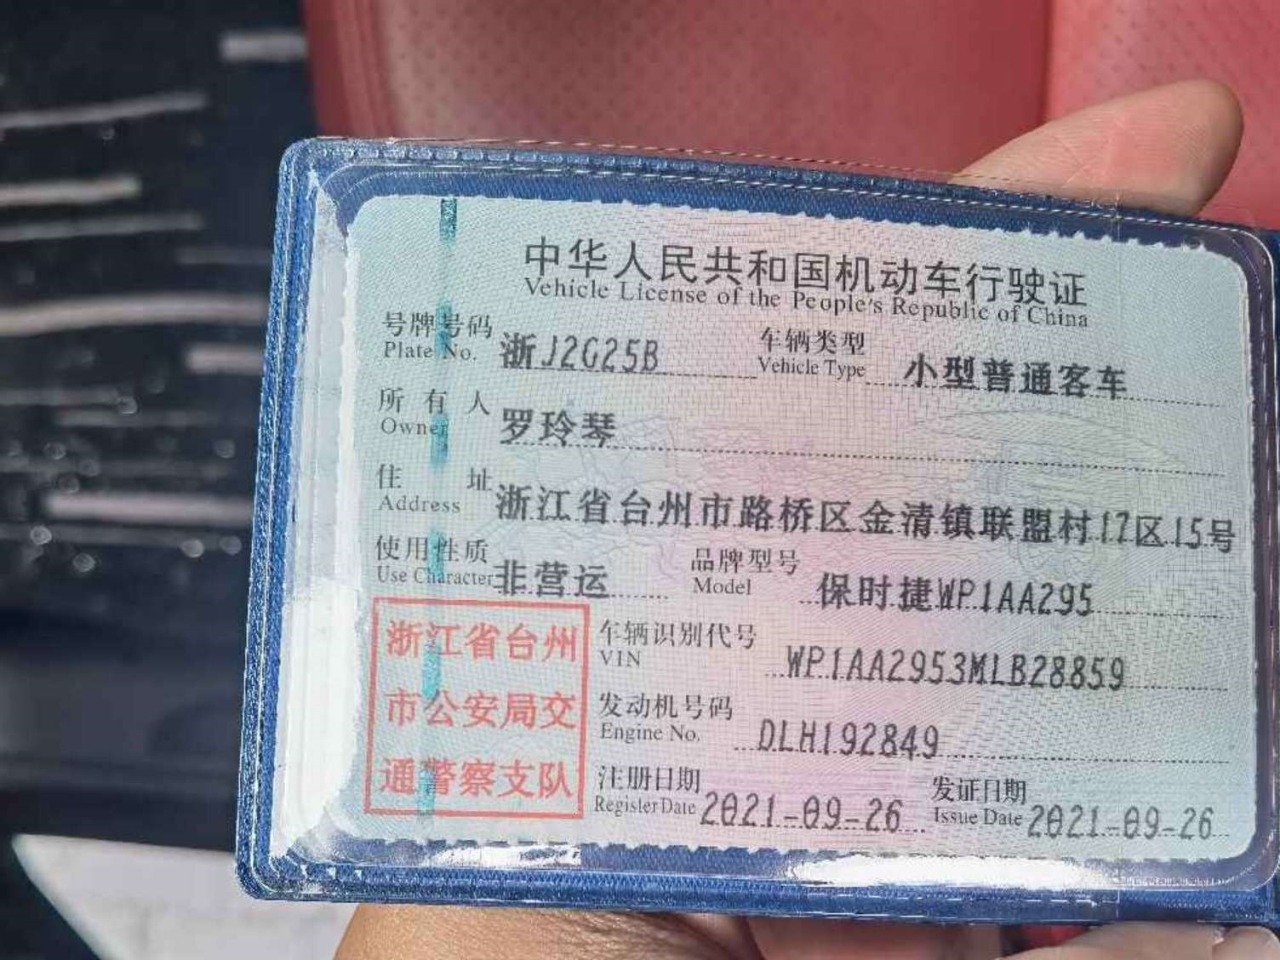 中华人民共和国机动车行驶证
Vehicle License of the People's Republic of China
号牌号码 浙J2G25B 车辆类型 小型普通客车
Plate No. Vehicle Type
所有人 罗玲琴
Owner
住址 浙江省台州市路桥区金清镇联盟村17区15号
Address
使用性质 非营运 品牌型号 保时捷WP1AA295
Use Character Model
浙江省台州 车辆识别代号 WP1AA2953MLB28859
VIN
市公安局交 发动机号码 DLH192849
Engine No.
通警察支队 注册日期 2021-09-26 发证日期 2021-09-26
Register Date Issue Date